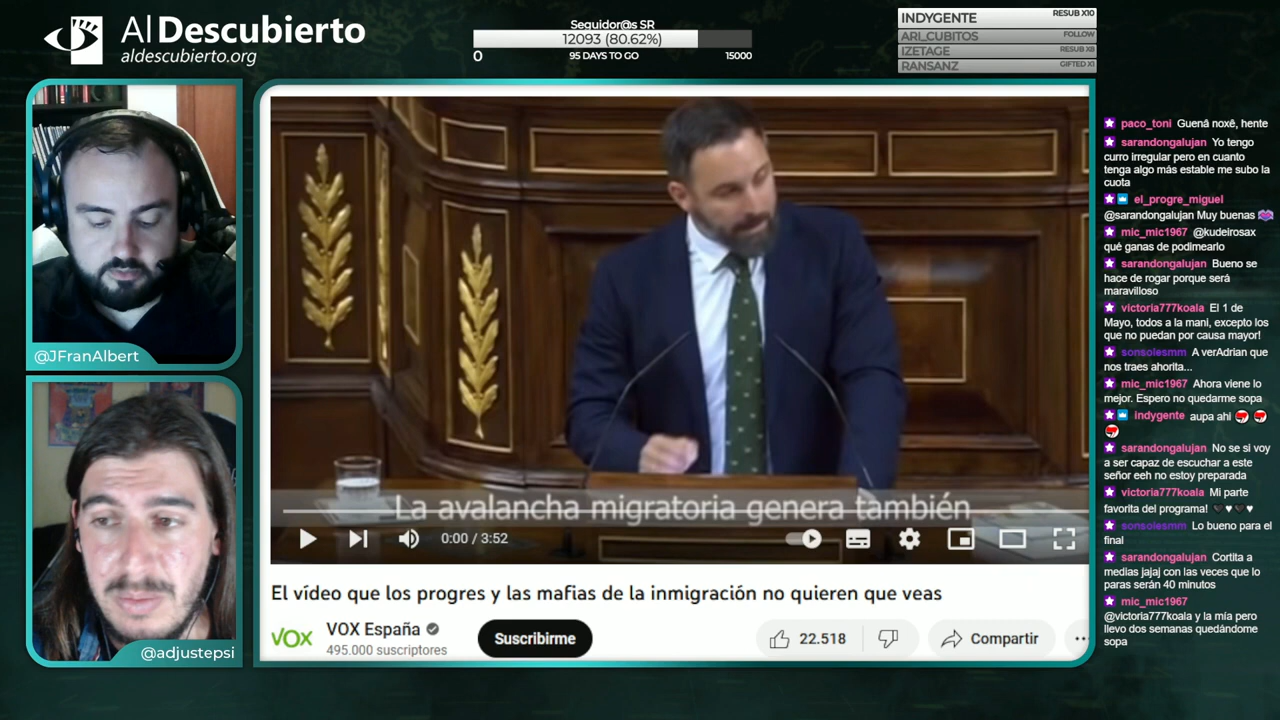 Al Descubierto
aldescubierto.org
Seguidor@s SR
12093 (80.62%)
0 95 DAYS TO GO 15000
INDYGENTE RESUB X10
ARI_CUBITOS FOLLOW
IZETAGE RESUB X8
RANSANZ GIFTED X1
@JFranAlbert
@adjustepsi
La avalancha migratoria genera también
0:00 / 3:52
El vídeo que los progres y las mafias de la inmigración no quieren que veas
VOX
VOX España
495.000 suscriptores
Suscribirme
22.518
Compartir
...
paco_toni Guenâ noxê, hente
sarandongalujan Yo tengo
curro irregular pero en cuanto
tenga algo más estable me subo la
cuota
el_progre_miguel
@sarandongalujan Muy buenas
mic_mic1967 @kudeirosax
qué ganas de podimearlo
sarandongalujan Bueno se
hace de rogar porque será
maravilloso
victoria777koala El 1 de
Mayo, todos a la mani, excepto los
que no puedan por causa mayor!
sonsolesmm A verAdrian que
nos traes ahorita...
mic_mic1967 Ahora viene lo
mejor. Espero no quedarme sopa
indygente aupa ahi
sarandongalujan No se si voy
a ser capaz de escuchar a este
señor eeh no estoy preparada
victoria777koala Mi parte
favorita del programa! ♥♥♥♥
sonsolesmm Lo bueno para el
final
sarandongalujan Cortita a
medias jajaj con las veces que lo
paras serán 40 minutos
mic_mic1967
@victoria777koala y la mía pero
llevo dos semanas quedándome
sopa